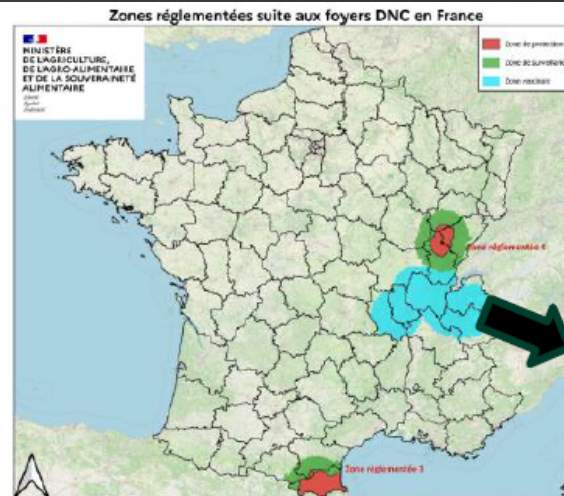 Zones réglementées suite aux foyers DNC en France
MINISTÈRE
DE L'AGRICULTURE,
DE L'AGRO-ALIMENTAIRE
ET DE LA SOUVERAINETÉ
ALIMENTAIRE
Zone de protection
Zone de surveillance
Zone vaccinale
Zone réglementée 4
Zone réglementée 3